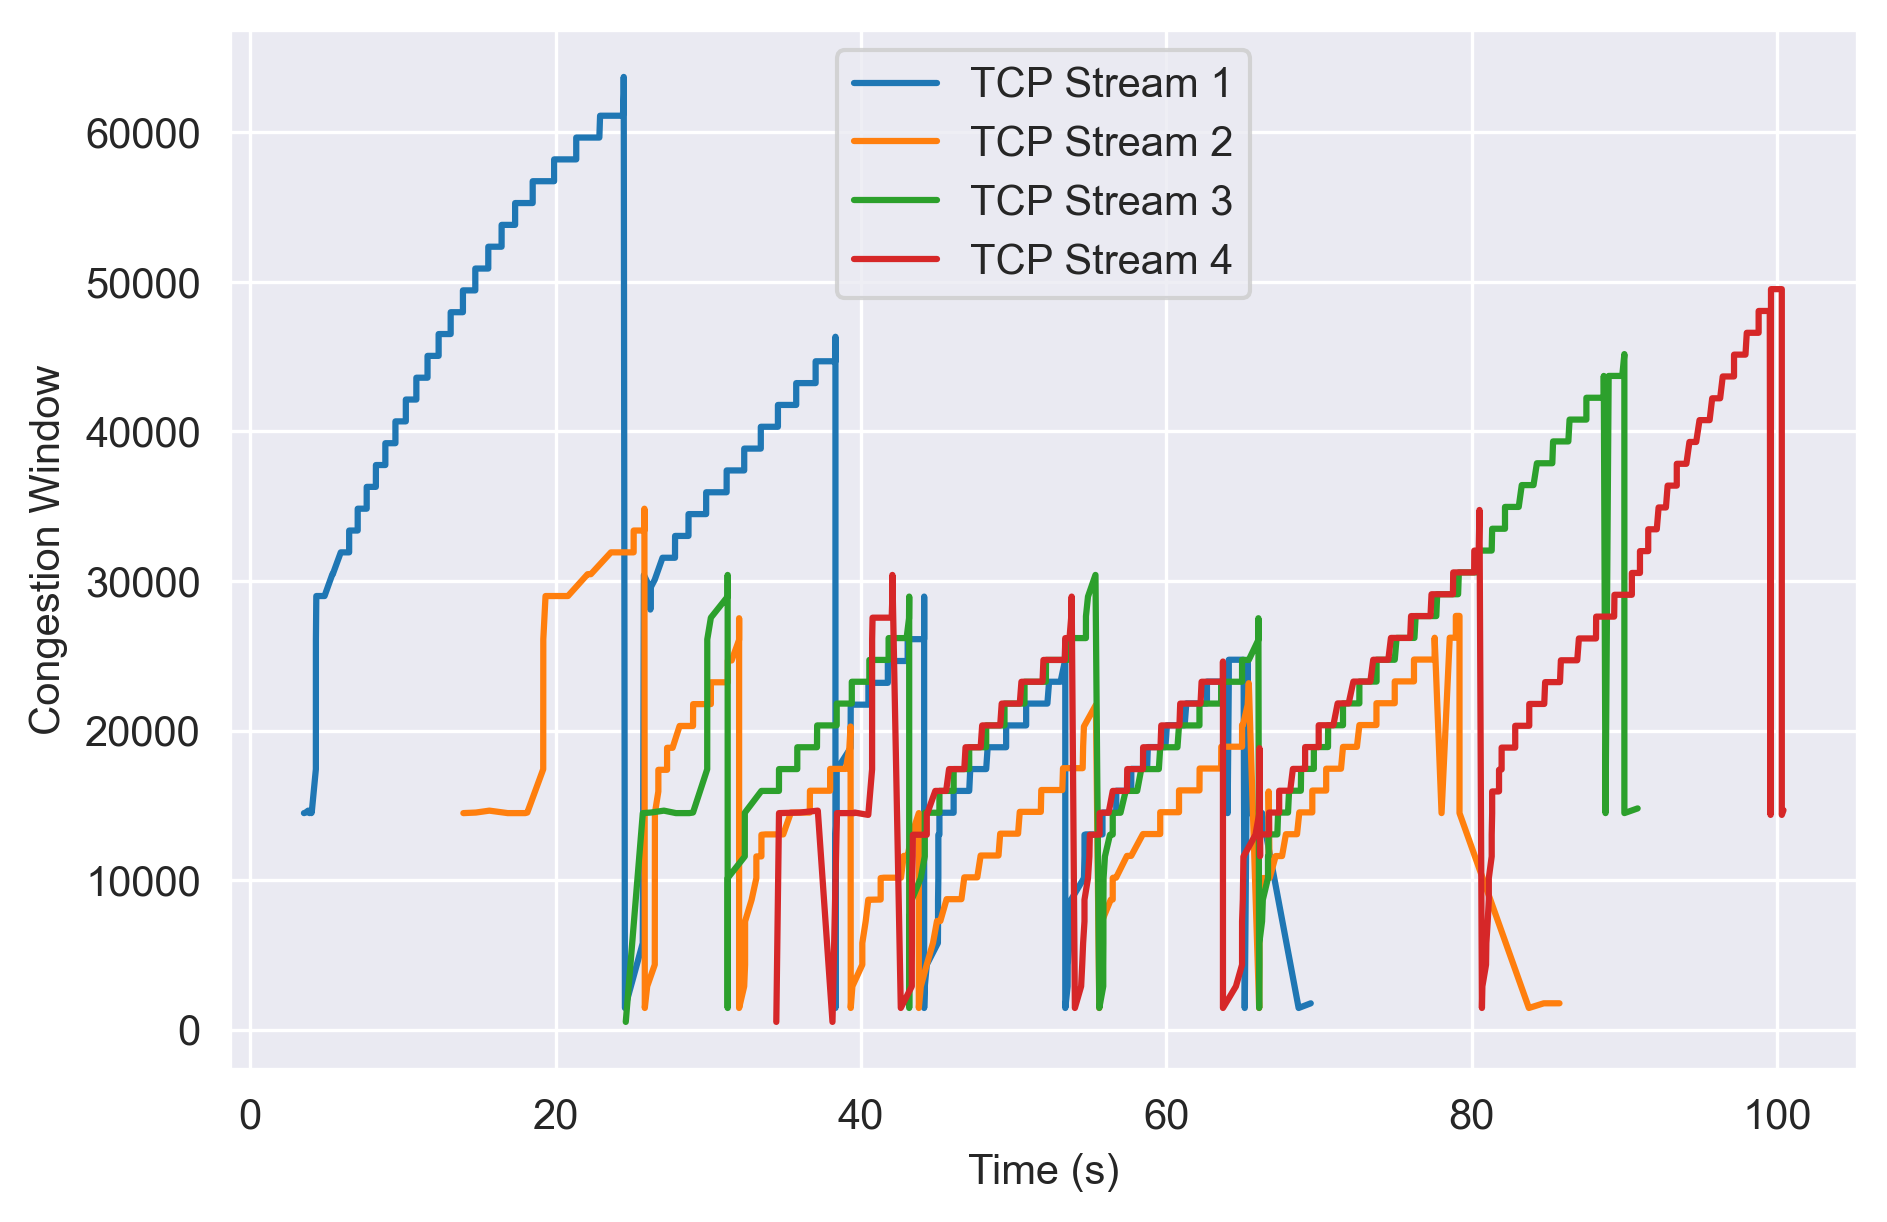 TCP Stream 1
TCP Stream 2
TCP Stream 3
TCP Stream 4
60000
50000
40000
30000
20000
10000
0
Congestion Window
0 20 40 60 80 100
Time (s)